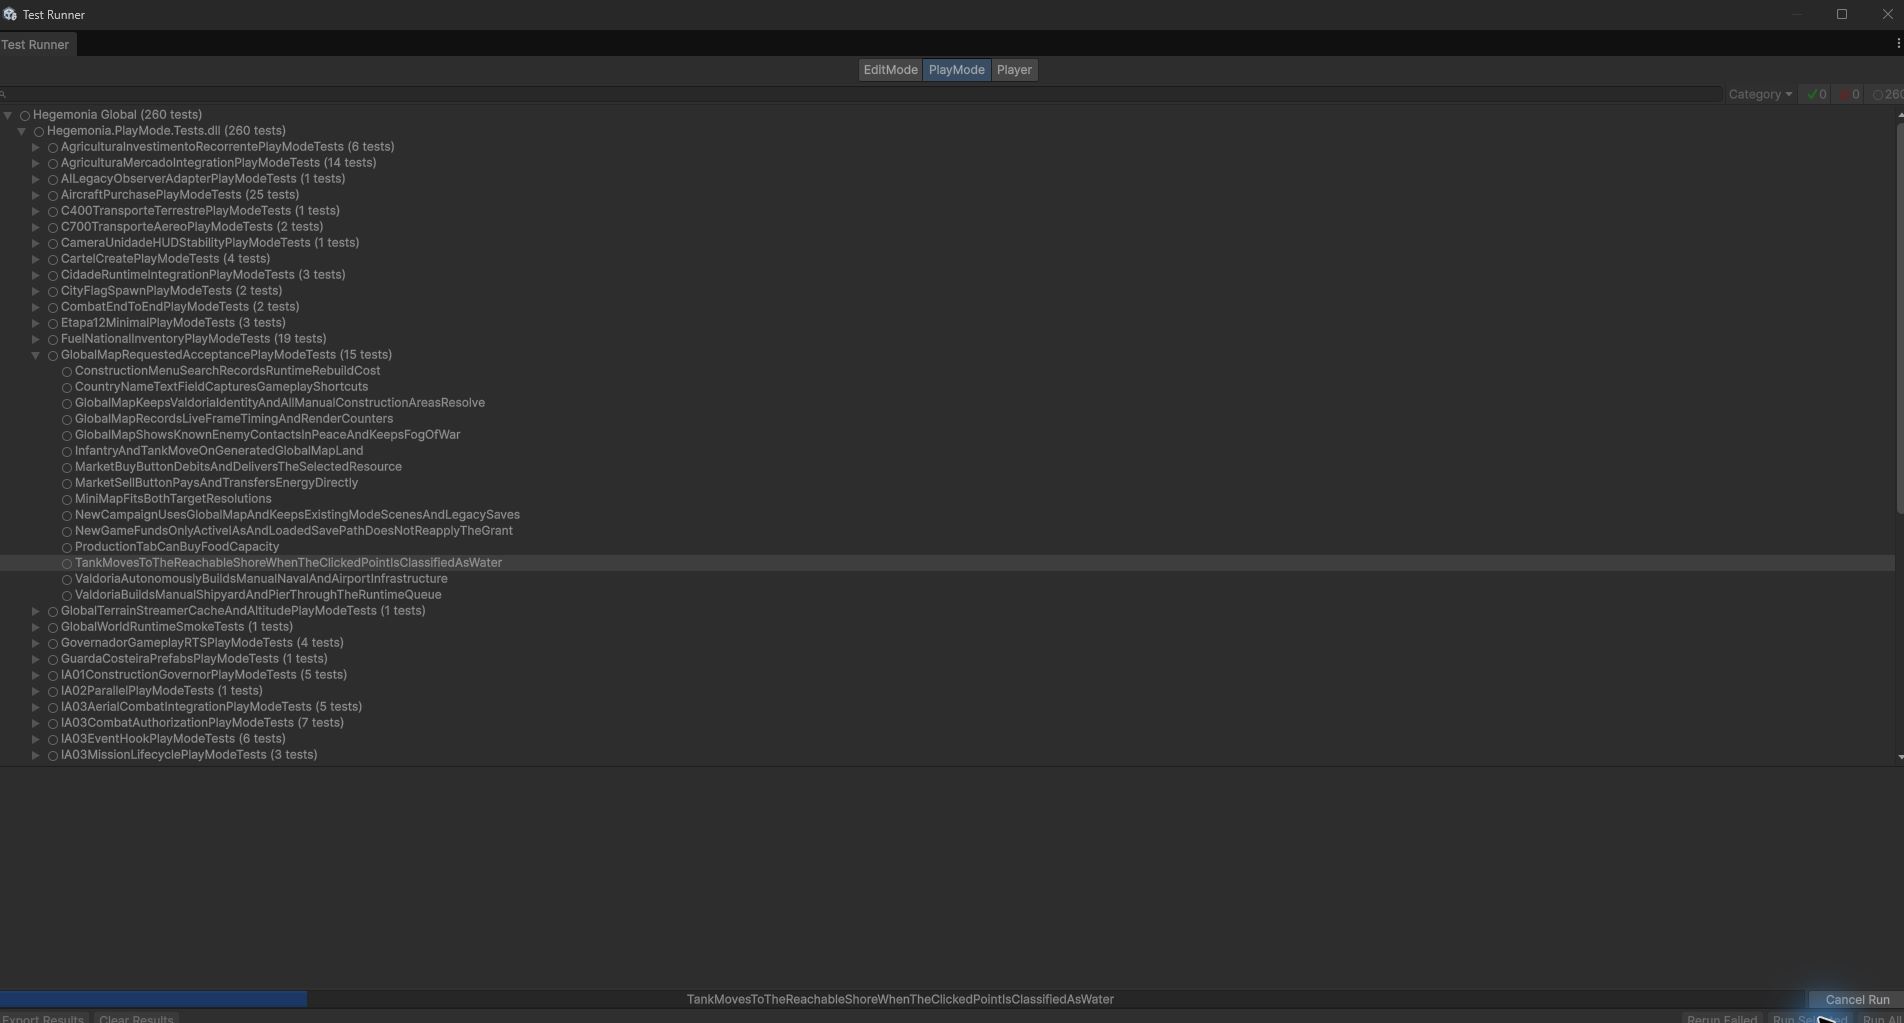 Test Runner
Test Runner
EditMode PlayMode Player
Category 0 0 260
Hegemonia Global (260 tests)
Hegemonia.PlayMode.Tests.dll (260 tests)
AgriculturaInvestimentoRecorrentePlayModeTests (6 tests)
AgriculturaMercadoIntegrationPlayModeTests (14 tests)
AILegacyObserverAdapterPlayModeTests (1 tests)
AircraftPurchasePlayModeTests (25 tests)
C400TransporteTerrestrePlayModeTests (1 tests)
C700TransporteAereoPlayModeTests (2 tests)
CameraUnidadeHUDStabilityPlayModeTests (1 tests)
CartelCreatePlayModeTests (4 tests)
CidadeRuntimeIntegrationPlayModeTests (3 tests)
CityFlagSpawnPlayModeTests (2 tests)
CombatEndToEndPlayModeTests (2 tests)
Etapa12MinimalPlayModeTests (3 tests)
FuelNationalInventoryPlayModeTests (19 tests)
GlobalMapRequestedAcceptancePlayModeTests (15 tests)
ConstructionMenuSearchRecordsRuntimeRebuildCost
CountryNameTextFieldCapturesGameplayShortcuts
GlobalMapKeepsValdoriaIdentityAndAllManualConstructionAreasResolve
GlobalMapRecordsLiveFrameTimingAndRenderCounters
GlobalMapShowsKnownEnemyContactsInPeaceAndKeepsFogOfWar
InfantryAndTankMoveOnGeneratedGlobalMapLand
MarketBuyButtonDebitsAndDeliversTheSelectedResource
MarketSellButtonPaysAndTransfersEnergyDirectly
MiniMapFitsBothTargetResolutions
NewCampaignUsesGlobalMapAndKeepsExistingModeScenesAndLegacySaves
NewGameFundsOnlyActiveIAsAndLoadedSavePathDoesNotReapplyTheGrant
ProductionTabCanBuyFoodCapacity
TankMovesToTheReachableShoreWhenTheClickedPointIsClassifiedAsWater
ValdoriaAutonomouslyBuildsManualNavalAndAirportInfrastructure
ValdoriaBuildsManualShipyardAndPierThroughTheRuntimeQueue
GlobalTerrainStreamerCacheAndAltitudePlayModeTests (1 tests)
GlobalWorldRuntimeSmokeTests (1 tests)
GovernadorGameplayRTSPlayModeTests (4 tests)
GuardaCosteiraPrefabsPlayModeTests (1 tests)
IA01ConstructionGovernorPlayModeTests (5 tests)
IA02ParallelPlayModeTests (1 tests)
IA03AerialCombatIntegrationPlayModeTests (5 tests)
IA03CombatAuthorizationPlayModeTests (7 tests)
IA03EventHookPlayModeTests (6 tests)
IA03MissionLifecyclePlayModeTests (3 tests)
TankMovesToTheReachableShoreWhenTheClickedPointIsClassifiedAsWater Cancel Run
Export Results Clear Results Rerun Failed Run Selected Run All